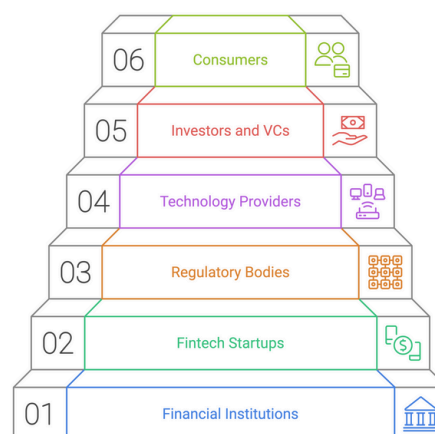 06 Consumers
05 Investors and VCs
04 Technology Providers
03 Regulatory Bodies
02 Fintech Startups
$
01 Financial Institutions